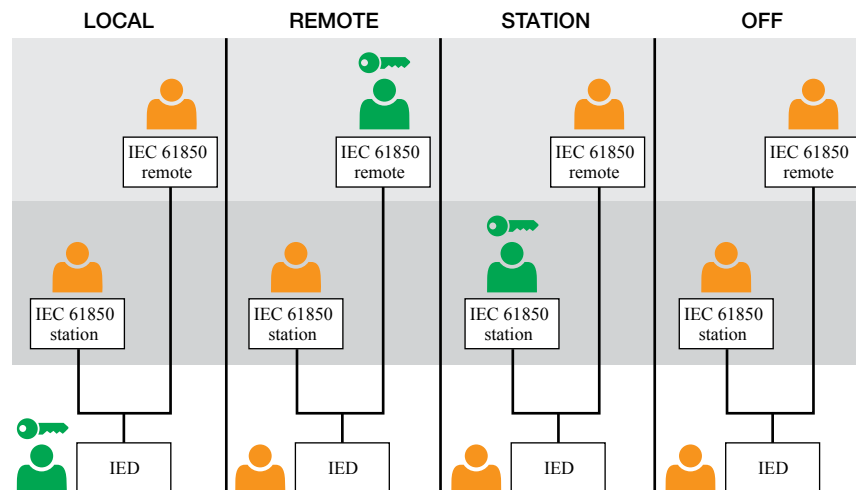 LOCAL
REMOTE
STATION
OFF
IEC 61850
remote
IEC 61850
remote
IEC 61850
remote
IEC 61850
remote
IEC 61850
station
IEC 61850
station
IEC 61850
station
IEC 61850
station
IED
IED
IED
IED